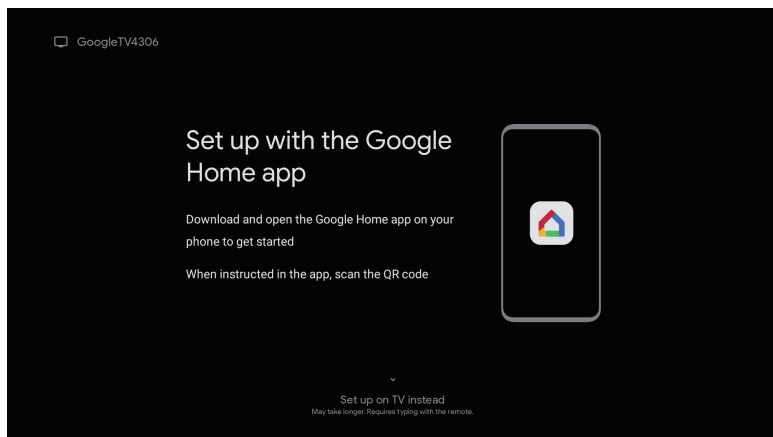 GoogleTV4306
Set up with the Google
Home app
Download and open the Google Home app on your
phone to get started
When instructed in the app, scan the QR code
Set up on TV instead
May take longer. Requires typing with the remote.